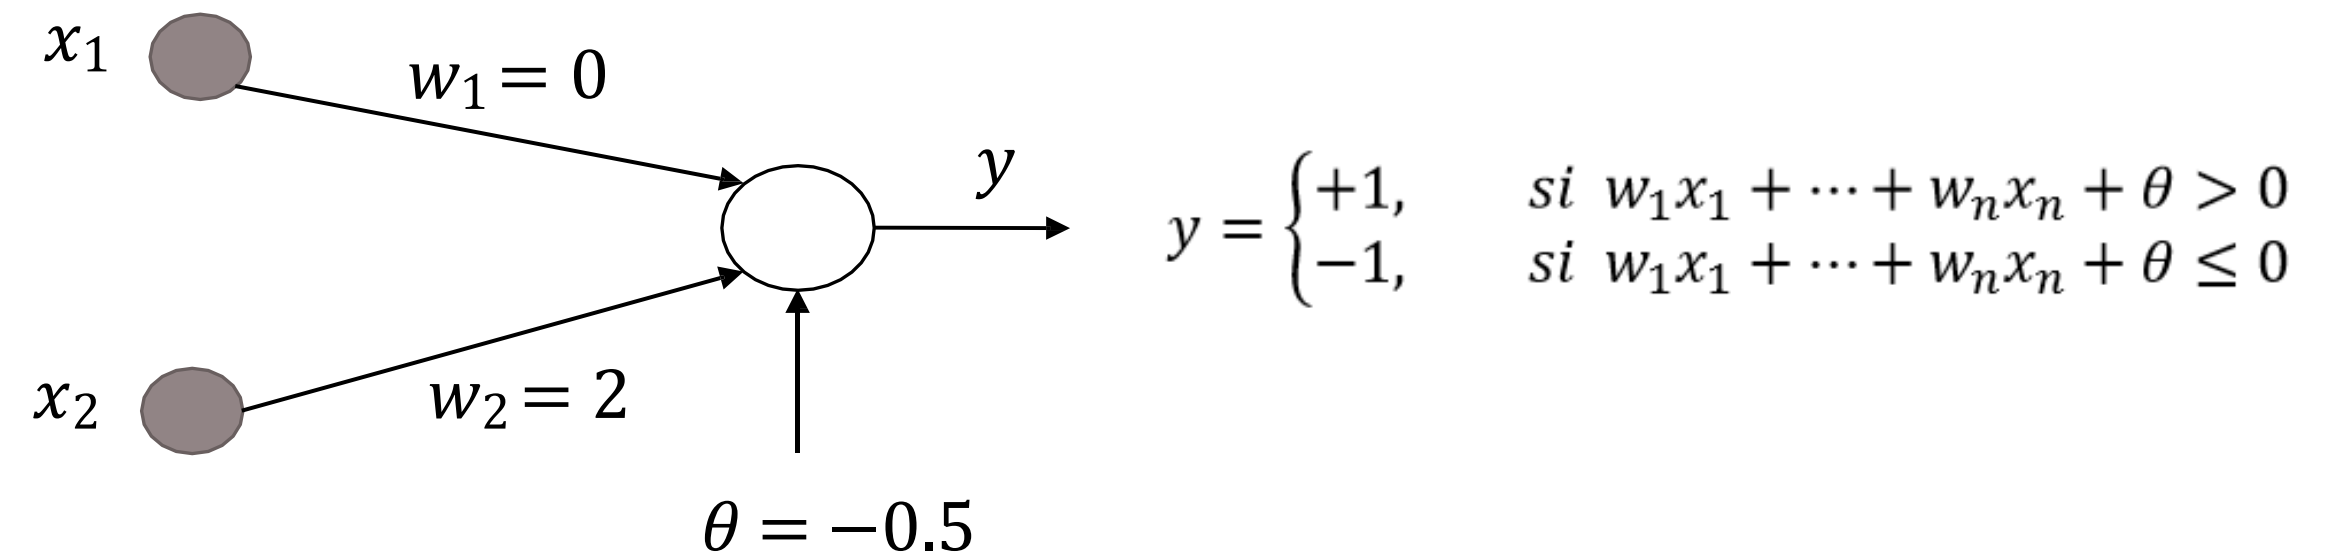 x₁
w₁ = 0
y
y = { +1, si w₁x₁ + ⋯ + wₙxₙ + θ > 0
−1, si w₁x₁ + ⋯ + wₙxₙ + θ ≤ 0
x₂
w₂ = 2
θ = −0.5